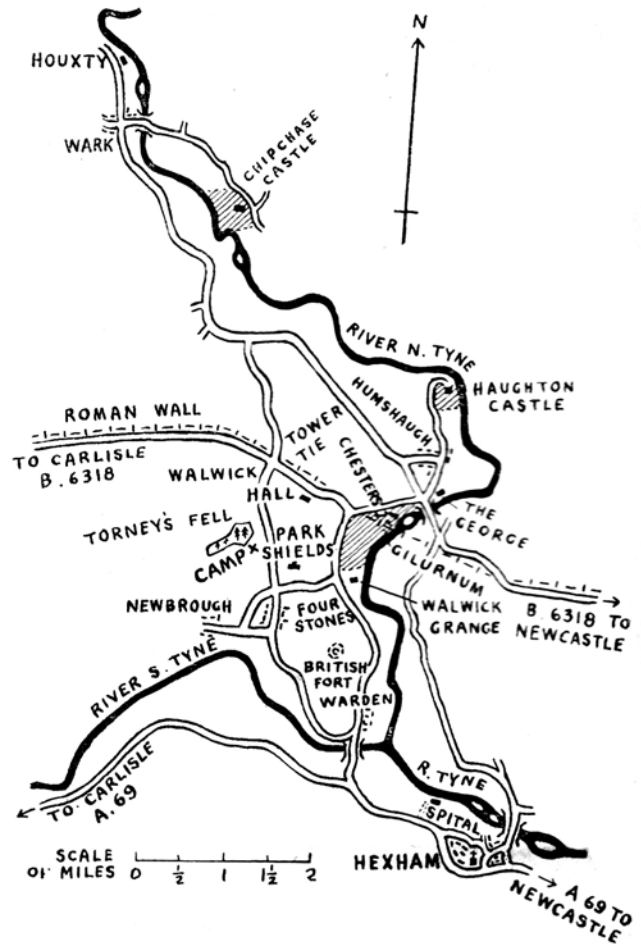 N
HOUXTY
WARK
CHIPCHASE
CASTLE
RIVER N. TYNE
HUMSHAUGH
HAUGHTON
CASTLE
ROMAN WALL
TO CARLISLE
B.6318
TOWER
TIE
WALWICK
HALL
CHESTERS
THE
GEORGE
TORNEY'S FELL
CAMP
PARK
SHIELDS
GILURNUM
B.6318 TO
NEWCASTLE
WALWICK
GRANGE
NEWBROUGH
FOUR
STONES
BRITISH
FORT
WARDEN
RIVER S. TYNE
TO CARLISLE
A.69
R. TYNE
SPITAL
HEXHAM
A 69 TO
NEWCASTLE
SCALE
OF MILES
0 ½ 1 1½ 2